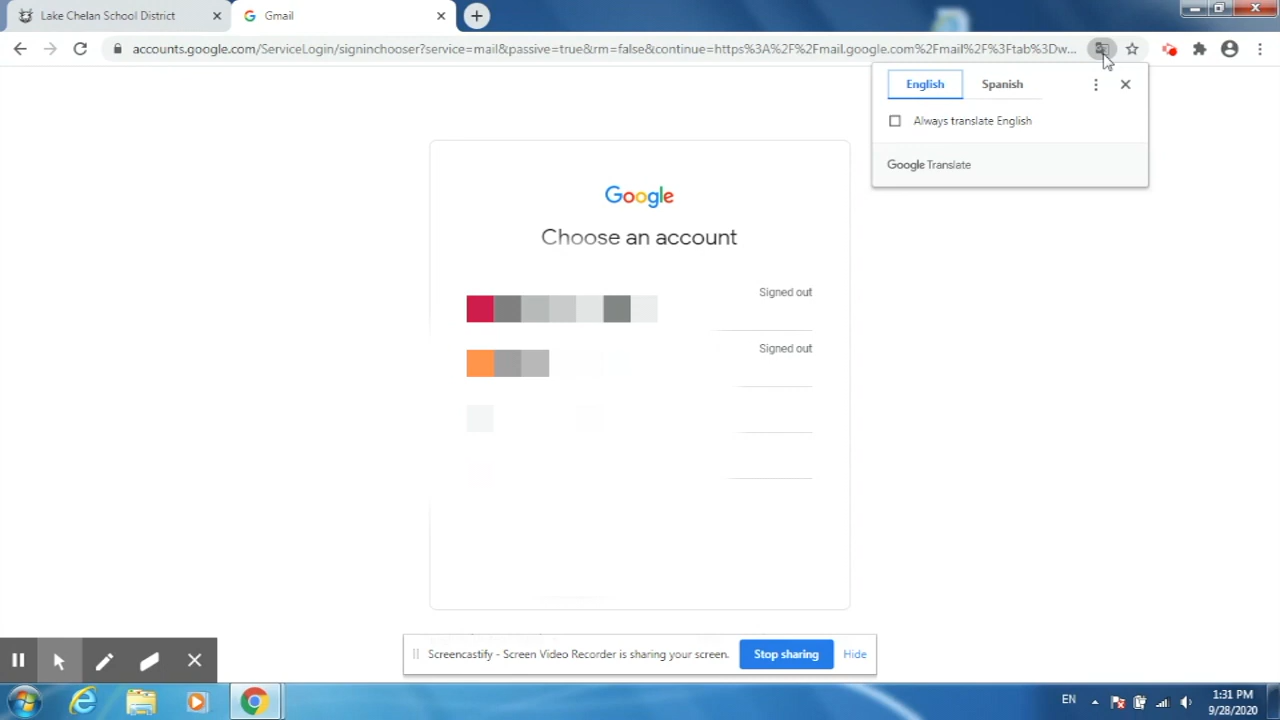 Lake Chelan School District
Gmail
accounts.google.com/ServiceLogin/signinchooser?service=mail&passive=true&rm=false&continue=https%3A%2F%2Fmail.google.com%2Fmail%2F%3Ftab%3Dw...
English Spanish
Always translate English
Google Translate
Google
Choose an account
Signed out
Signed out
Screencastify - Screen Video Recorder is sharing your screen.
Stop sharing
Hide
EN
1:31 PM
9/28/2020